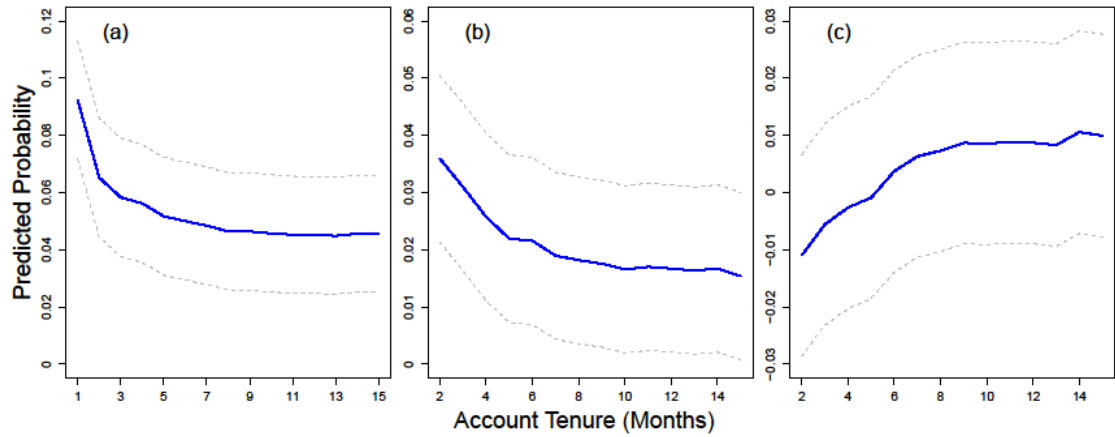 (a)
(b)
(c)
Predicted Probability
0.12
0.1
0.08
0.06
0.04
0.02
0
0.06
0.05
0.04
0.03
0.02
0.01
0
0.03
0.02
0.01
0
−0.01
−0.02
−0.03
1 3 5 7 9 11 13 15
2 4 6 8 10 12 14
2 4 6 8 10 12 14
Account Tenure (Months)